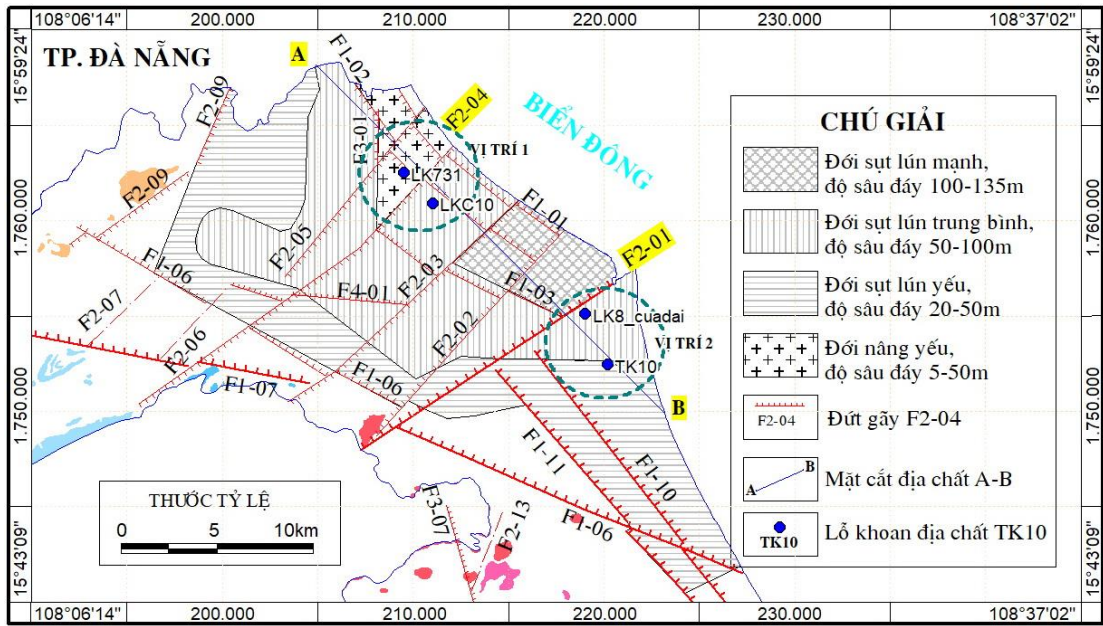 108°06'14" 200.000 210.000 220.000 230.000 108°37'02"
15°59'24"
1.760.000
1.750.000
15°43'09"
TP. ĐÀ NẴNG
A
BIỂN ĐÔNG
F1-02
F2-09
F2-04
F3-01
VỊ TRÍ 1
LK731
LKC10
F2-09
F2-05
F1-01
F2-01
F1-06
F2-03
F4-01
F1-03
F2-07
F2-06
F2-02
LK8_cuadai
VỊ TRÍ 2
TK10
F1-07
F1-06
B
F1-11
F1-10
F1-06
F3-07
F2-13
THƯỚC TỶ LỆ
0 5 10km
CHÚ GIẢI
Đới sụt lún mạnh,
độ sâu đáy 100-135m
Đới sụt lún trung bình,
độ sâu đáy 50-100m
Đới sụt lún yếu,
độ sâu đáy 20-50m
Đới nâng yếu,
độ sâu đáy 5-50m
F2-04 Đứt gãy F2-04
A B Mặt cắt địa chất A-B
TK10 Lỗ khoan địa chất TK10
15°59'24"
1.760.000
1.750.000
15°43'09"
108°06'14" 200.000 210.000 220.000 230.000 108°37'02"